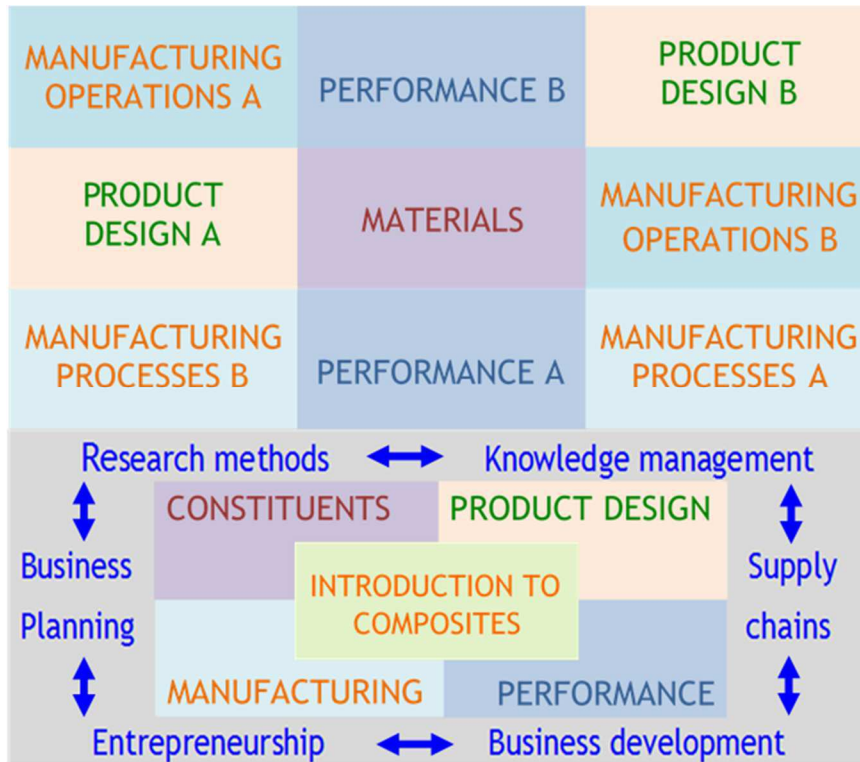 MANUFACTURING
OPERATIONS A
PERFORMANCE B
PRODUCT
DESIGN B
PRODUCT
DESIGN A
MATERIALS
MANUFACTURING
OPERATIONS B
MANUFACTURING
PROCESSES B
PERFORMANCE A
MANUFACTURING
PROCESSES A
Research methods
Knowledge management
CONSTITUENTS
PRODUCT DESIGN
Business
Planning
INTRODUCTION TO
COMPOSITES
Supply
chains
MANUFACTURING
PERFORMANCE
Entrepreneurship
Business development